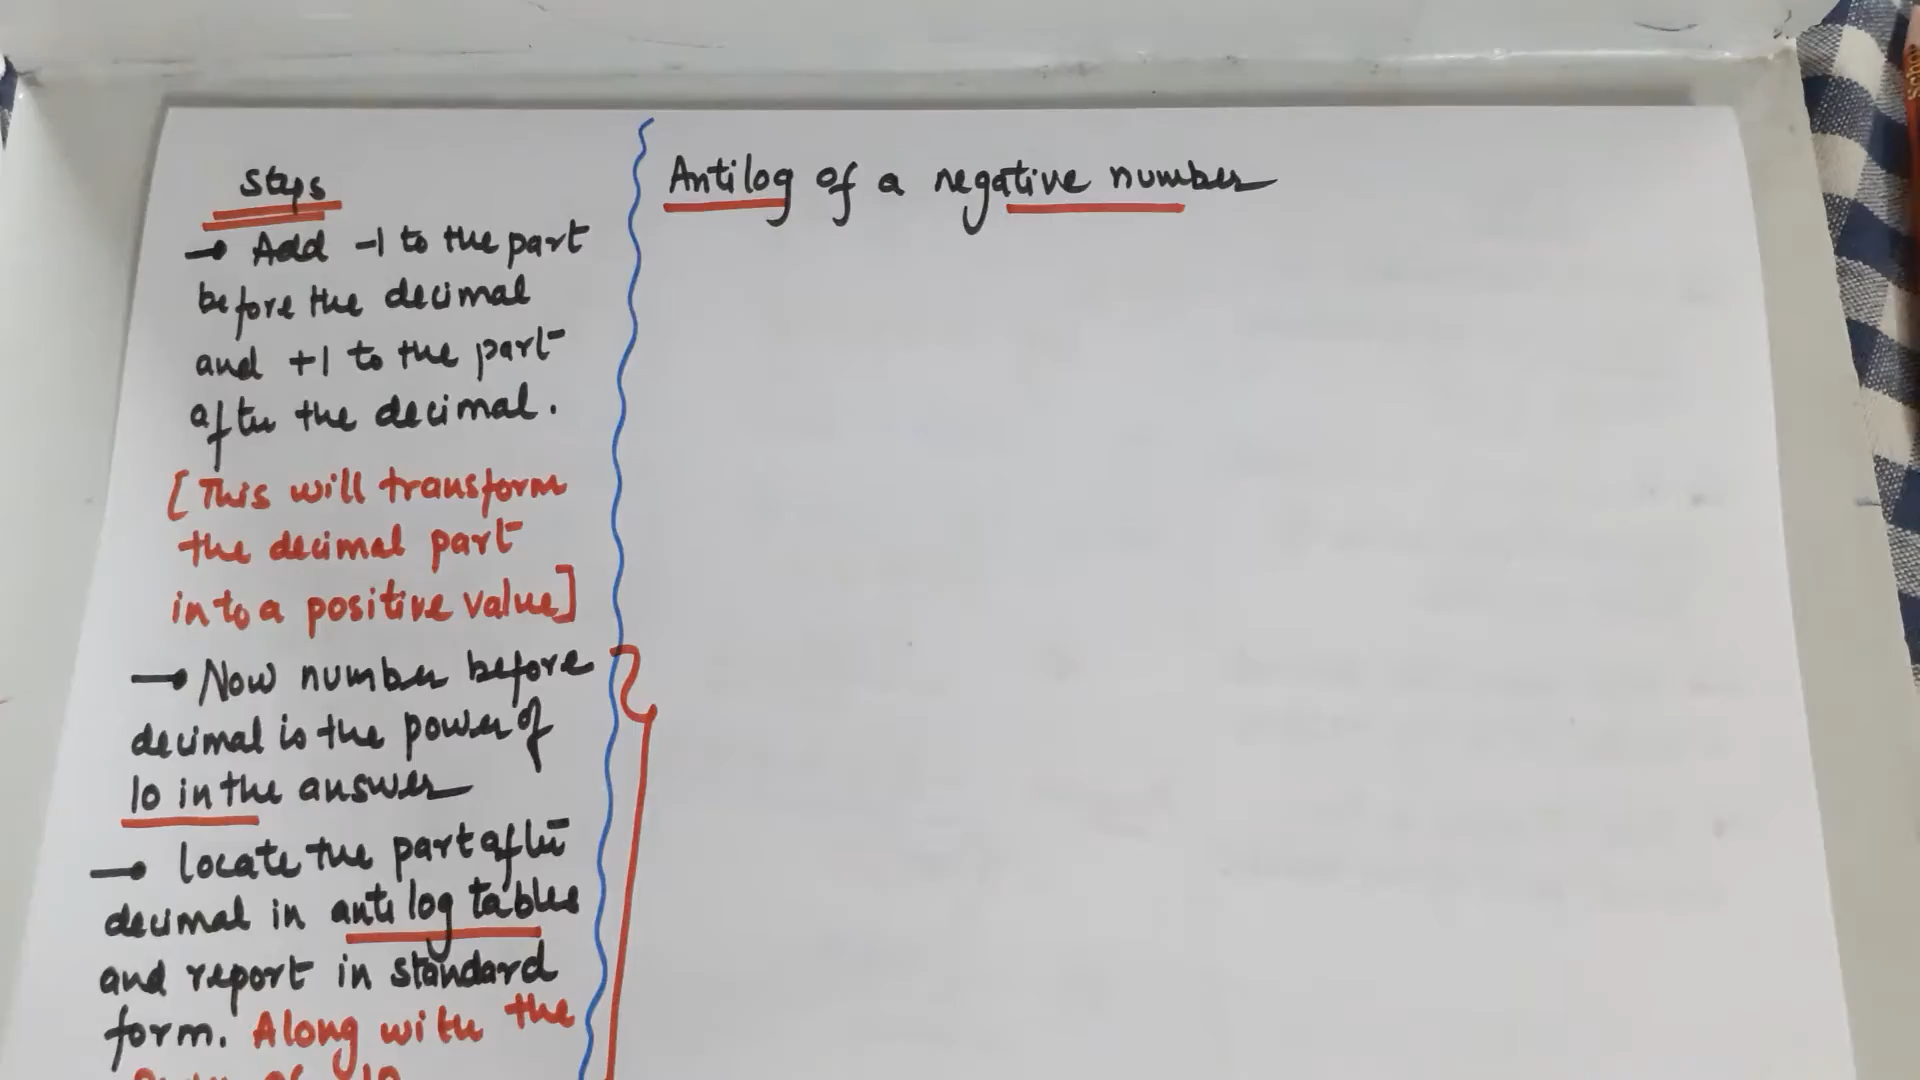 Steps
→ Add -1 to the part
before the decimal
and +1 to the part
after the decimal.
[This will transform
the decimal part
into a positive value]
→ Now number before
decimal is the power of
10 in the answer
→ locate the part after
decimal in antilog tables
and report in standard
form. Along with the
Antilog of a negative number